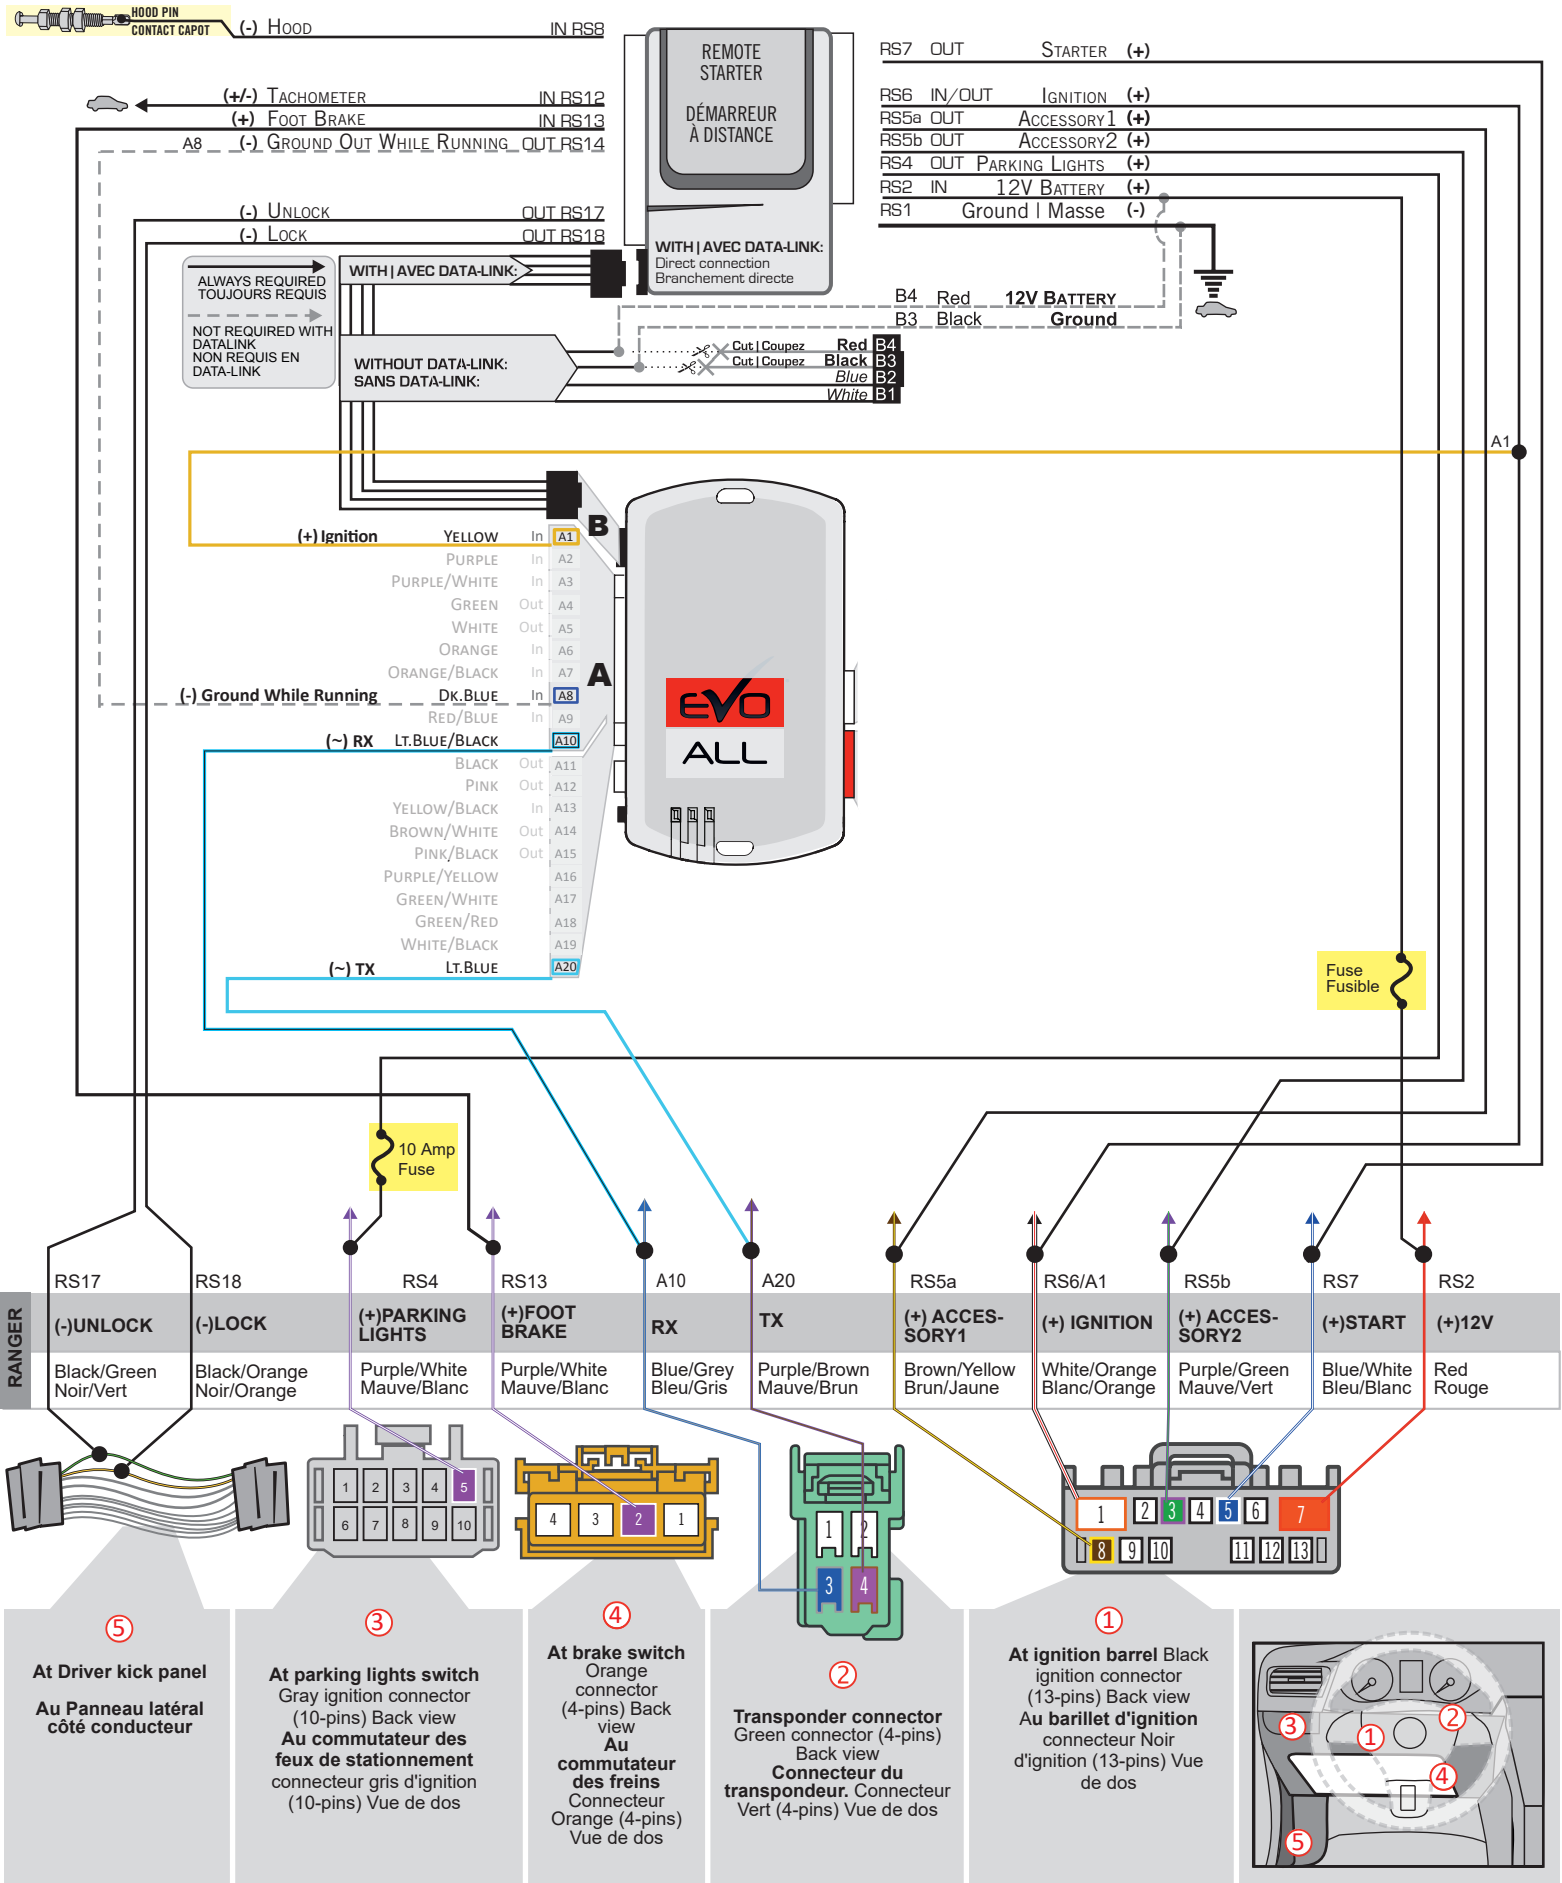 HOOD PIN
CONTACT CAPOT
(-) HOOD IN RS8
(+/-) TACHOMETER IN RS12
(+) FOOT BRAKE IN RS13
A8 (-) GROUND OUT WHILE RUNNING OUT RS14
(-) UNLOCK OUT RS17
(-) LOCK OUT RS18
REMOTE
STARTER
DÉMARREUR
À DISTANCE
WITH | AVEC DATA-LINK:
Direct connection
Branchement directe
RS7 OUT STARTER (+)
RS6 IN/OUT IGNITION (+)
RS5a OUT ACCESSORY1 (+)
RS5b OUT ACCESSORY2 (+)
RS4 OUT PARKING LIGHTS (+)
RS2 IN 12V BATTERY (+)
RS1 Ground | Masse (-)
ALWAYS REQUIRED
TOUJOURS REQUIS
NOT REQUIRED WITH
DATALINK
NON REQUIS EN
DATA-LINK
WITH | AVEC DATA-LINK:
WITHOUT DATA-LINK:
SANS DATA-LINK:
B4 Red 12V BATTERY
B3 Black Ground
Cut | Coupez Red B4
Cut | Coupez Black B3
Blue B2
White B1
A1
B
(+) Ignition YELLOW In A1
PURPLE In A2
PURPLE/WHITE In A3
GREEN Out A4
WHITE Out A5
ORANGE In A6
ORANGE/BLACK In A7
A
(-) Ground While Running DK.BLUE In A8
RED/BLUE In A9
(~) RX LT.BLUE/BLACK A10
BLACK Out A11
PINK Out A12
YELLOW/BLACK In A13
BROWN/WHITE Out A14
PINK/BLACK Out A15
PURPLE/YELLOW A16
GREEN/WHITE A17
GREEN/RED A18
WHITE/BLACK A19
(~) TX LT.BLUE A20
EVO
ALL
Fuse
Fusible
10 Amp
Fuse
RS17 RS18 RS4 RS13 A10 A20 RS5a RS6/A1 RS5b RS7 RS2
RANGER
(-)UNLOCK
(-)LOCK
(+)PARKING
LIGHTS
(+)FOOT
BRAKE
RX
TX
(+) ACCES-
SORY1
(+) IGNITION
(+) ACCES-
SORY2
(+)START
(+)12V
Black/Green
Noir/Vert
Black/Orange
Noir/Orange
Purple/White
Mauve/Blanc
Purple/White
Mauve/Blanc
Blue/Grey
Bleu/Gris
Purple/Brown
Mauve/Brun
Brown/Yellow
Brun/Jaune
White/Orange
Blanc/Orange
Purple/Green
Mauve/Vert
Blue/White
Bleu/Blanc
Red
Rouge
1 2 3 4 5
6 7 8 9 10
4 3 2 1
1 2
3 4
1 2 3 4 5 6 7
8 9 10 11 12 13
5
At Driver kick panel
Au Panneau latéral
côté conducteur
3
At parking lights switch
Gray ignition connector
(10-pins) Back view
Au commutateur des
feux de stationnement
connecteur gris d'ignition
(10-pins) Vue de dos
4
At brake switch
Orange
connector
(4-pins) Back
view
Au
commutateur
des freins
Connecteur
Orange (4-pins)
Vue de dos
2
Transponder connector
Green connector (4-pins)
Back view
Connecteur du
transpondeur. Connecteur
Vert (4-pins) Vue de dos
1
At ignition barrel Black
ignition connector
(13-pins) Back view
Au barillet d'ignition
connecteur Noir
d'ignition (13-pins) Vue
de dos
3
2
1
4
5